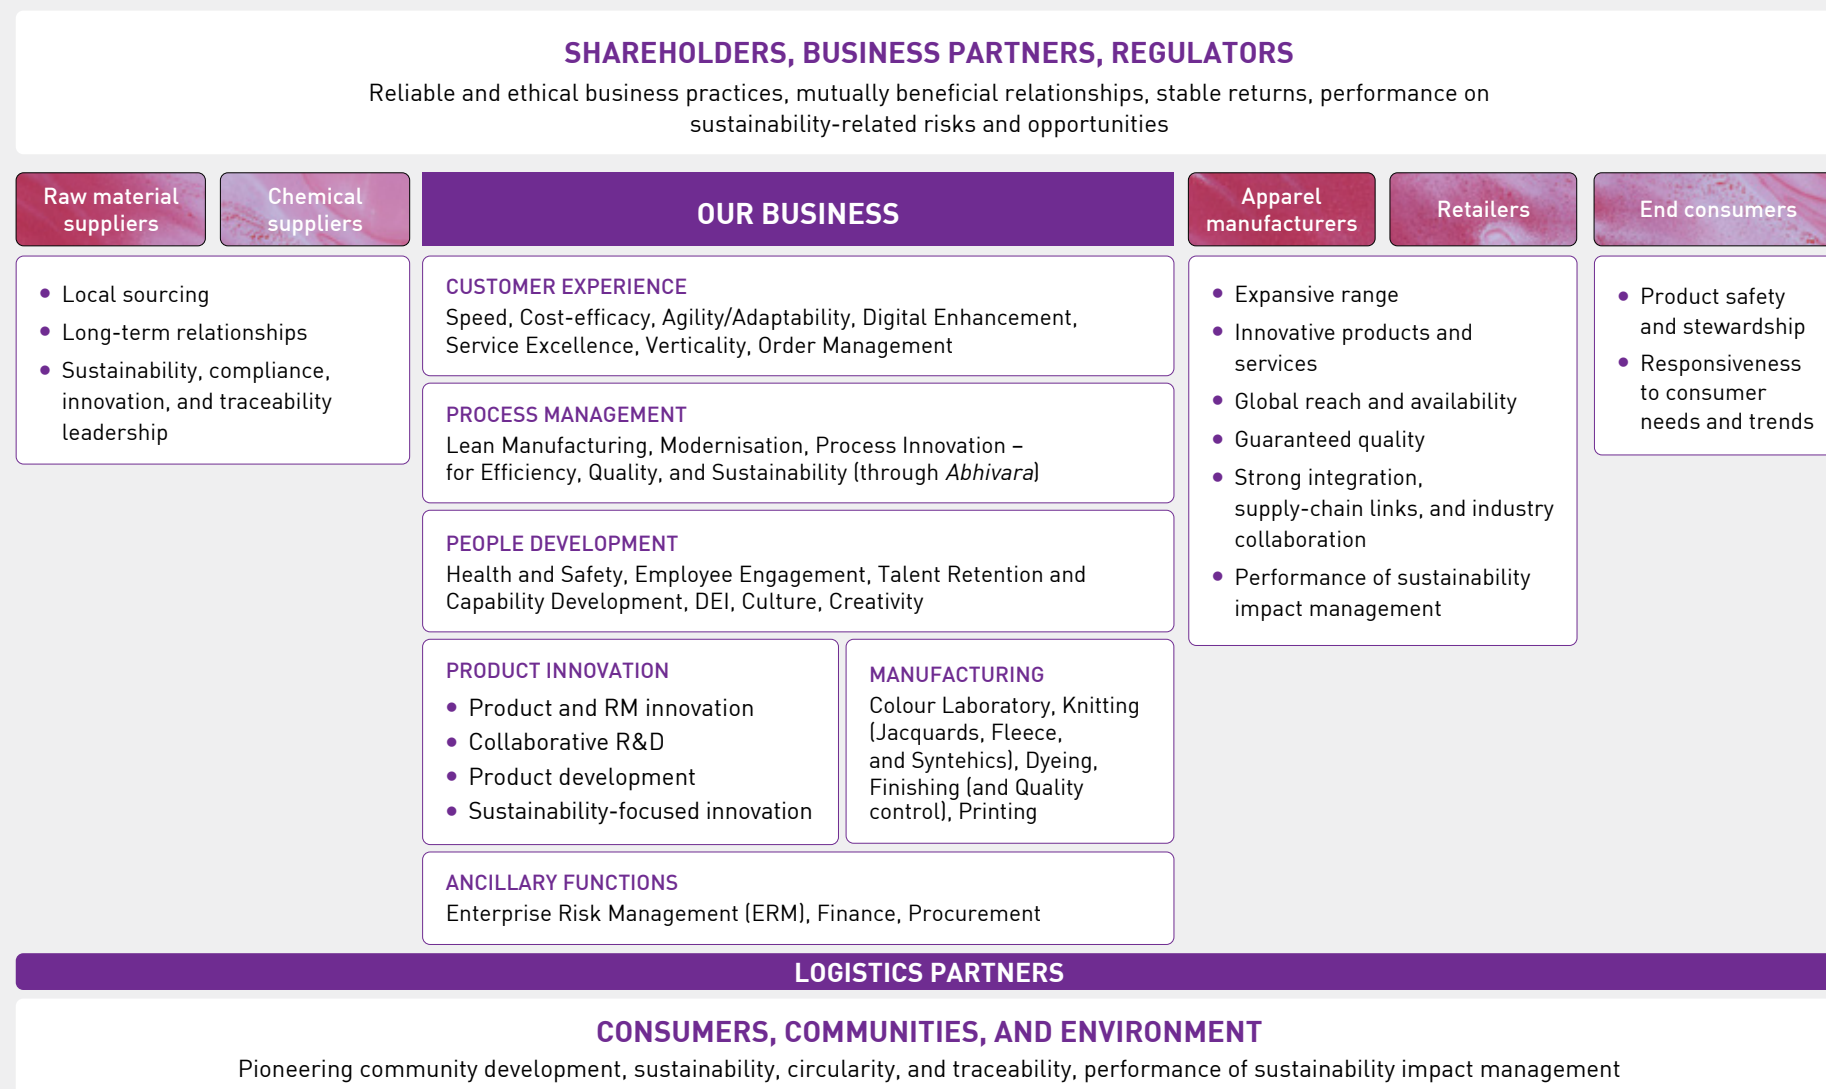 SHAREHOLDERS, BUSINESS PARTNERS, REGULATORS
Reliable and ethical business practices, mutually beneficial relationships, stable returns, performance on
sustainability-related risks and opportunities
Raw material
suppliers
Chemical
suppliers
• Local sourcing
• Long-term relationships
• Sustainability, compliance,
innovation, and traceability
leadership
OUR BUSINESS
CUSTOMER EXPERIENCE
Speed, Cost-efficacy, Agility/Adaptability, Digital Enhancement,
Service Excellence, Verticality, Order Management
PROCESS MANAGEMENT
Lean Manufacturing, Modernisation, Process Innovation –
for Efficiency, Quality, and Sustainability (through Abhivara)
PEOPLE DEVELOPMENT
Health and Safety, Employee Engagement, Talent Retention and
Capability Development, DEI, Culture, Creativity
PRODUCT INNOVATION
• Product and RM innovation
• Collaborative R&D
• Product development
• Sustainability-focused innovation
MANUFACTURING
Colour Laboratory, Knitting
(Jacquards, Fleece,
and Syntehics), Dyeing,
Finishing (and Quality
control), Printing
ANCILLARY FUNCTIONS
Enterprise Risk Management (ERM), Finance, Procurement
Apparel
manufacturers
Retailers
• Expansive range
• Innovative products and
services
• Global reach and availability
• Guaranteed quality
• Strong integration,
supply-chain links, and industry
collaboration
• Performance of sustainability
impact management
End consumers
• Product safety
and stewardship
• Responsiveness
to consumer
needs and trends
LOGISTICS PARTNERS
CONSUMERS, COMMUNITIES, AND ENVIRONMENT
Pioneering community development, sustainability, circularity, and traceability, performance of sustainability impact management